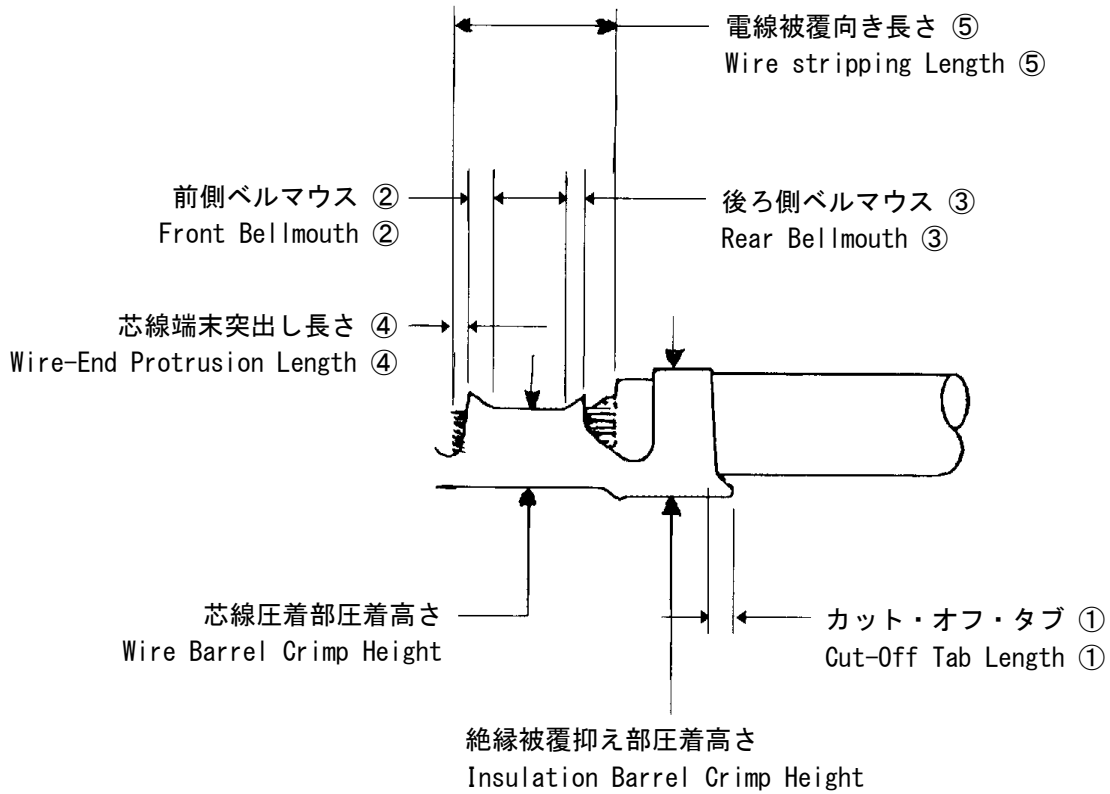 電線被覆向き長さ ⑤
Wire stripping Length ⑤
前側ベルマウス ②
Front Bellmouth ②
後ろ側ベルマウス ③
Rear Bellmouth ③
芯線端末突出し長さ ④
Wire-End Protrusion Length ④
芯線圧着部圧着高さ
Wire Barrel Crimp Height
カット・オフ・タブ ①
Cut-Off Tab Length ①
絶縁被覆抑え部圧着高さ
Insulation Barrel Crimp Height